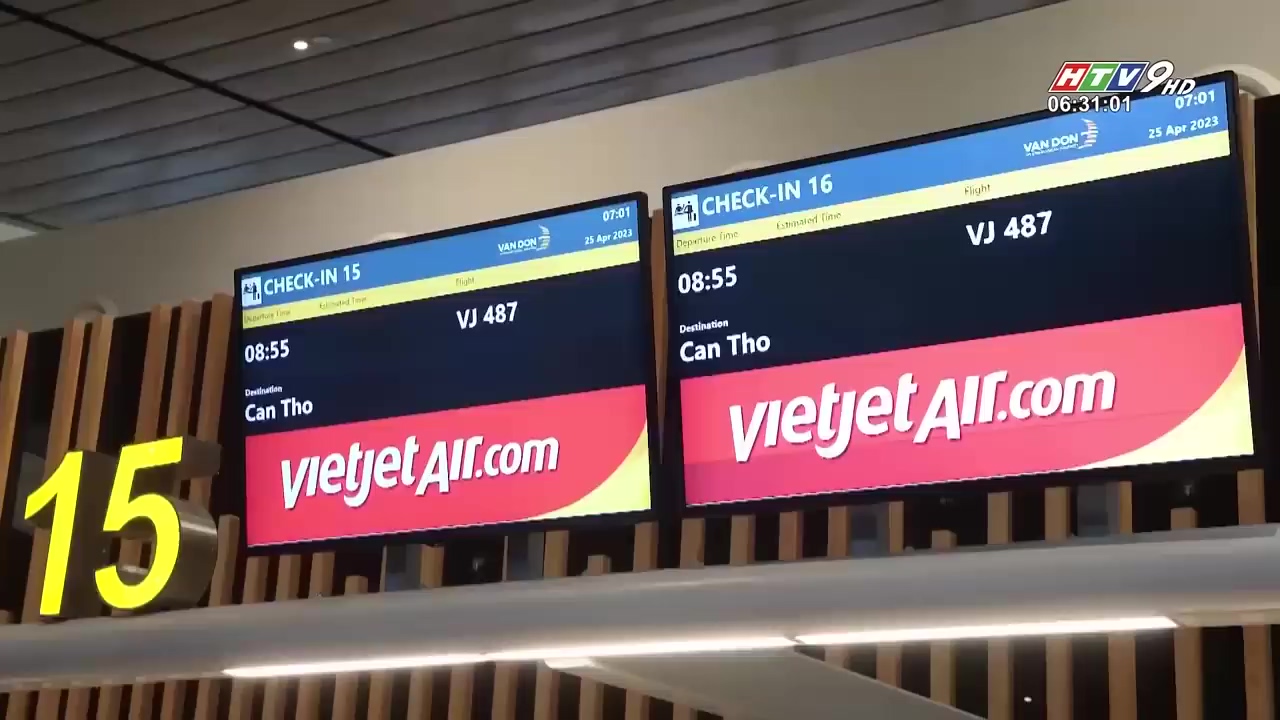 HTV9 HD
06:31:01
15
CHECK-IN 15
VAN DON
07:01
25 Apr 2023
Departure Time Estimated Time Flight
08:55 VJ 487
Destination
Can Tho
VietjetAir.com
CHECK-IN 16
VAN DON
07:01
25 Apr 2023
Departure Time Estimated Time Flight
08:55 VJ 487
Destination
Can Tho
VietjetAir.com